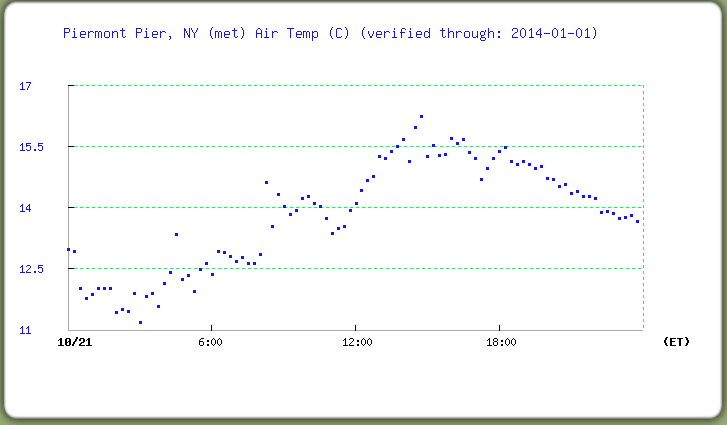 Piermont Pier, NY (met) Air Temp (C) (verified through: 2014-01-01)
17
15.5
14
12.5
11
10/21 6:00 12:00 18:00 (ET)